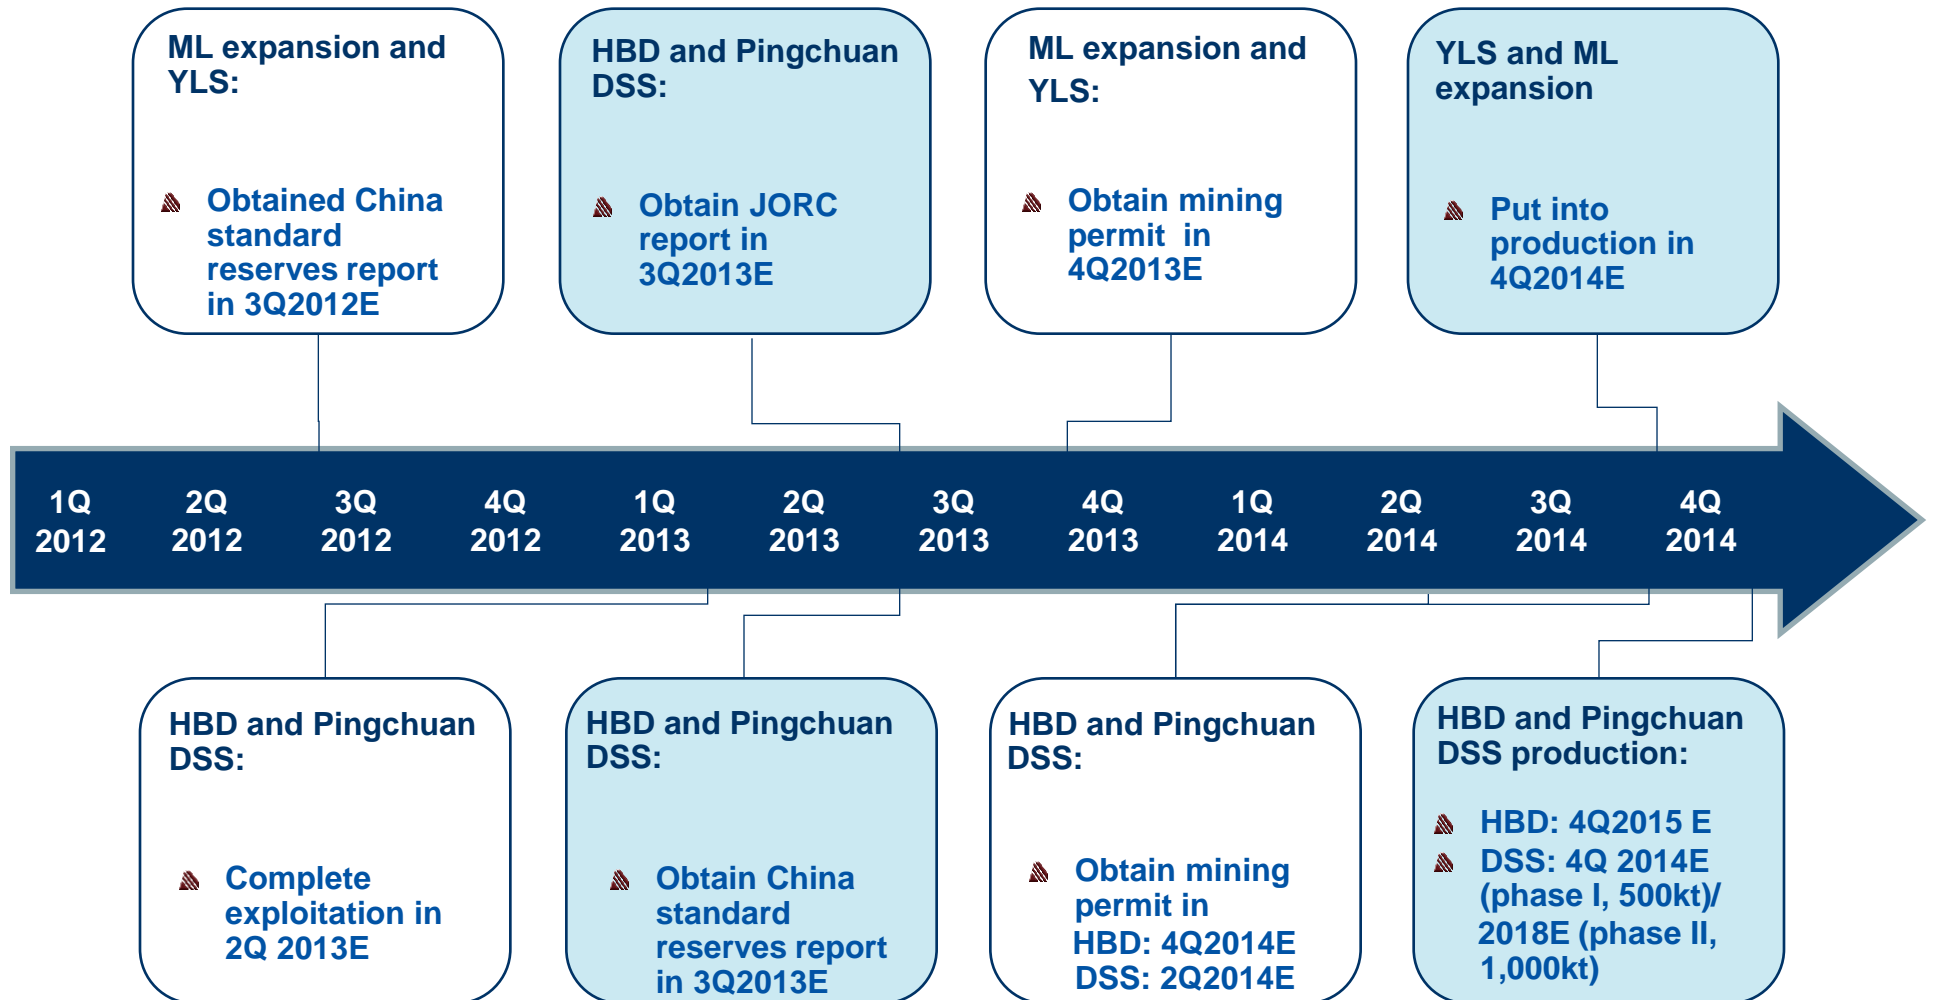 ML expansion and
YLS:
Obtained China
standard
reserves report
in 3Q2012E
HBD and Pingchuan
DSS:
Obtain JORC
report in
3Q2013E
ML expansion and
YLS:
Obtain mining
permit in
4Q2013E
YLS and ML
expansion
Put into
production in
4Q2014E
1Q
2012
2Q
2012
3Q
2012
4Q
2012
1Q
2013
2Q
2013
3Q
2013
4Q
2013
1Q
2014
2Q
2014
3Q
2014
4Q
2014
HBD and Pingchuan
DSS:
Complete
exploitation in
2Q 2013E
HBD and Pingchuan
DSS:
Obtain China
standard
reserves report
in 3Q2013E
HBD and Pingchuan
DSS:
Obtain mining
permit in
HBD: 4Q2014E
DSS: 2Q2014E
HBD and Pingchuan
DSS production:
HBD: 4Q2015 E
DSS: 4Q 2014E
(phase I, 500kt)/
2018E (phase II,
1,000kt)